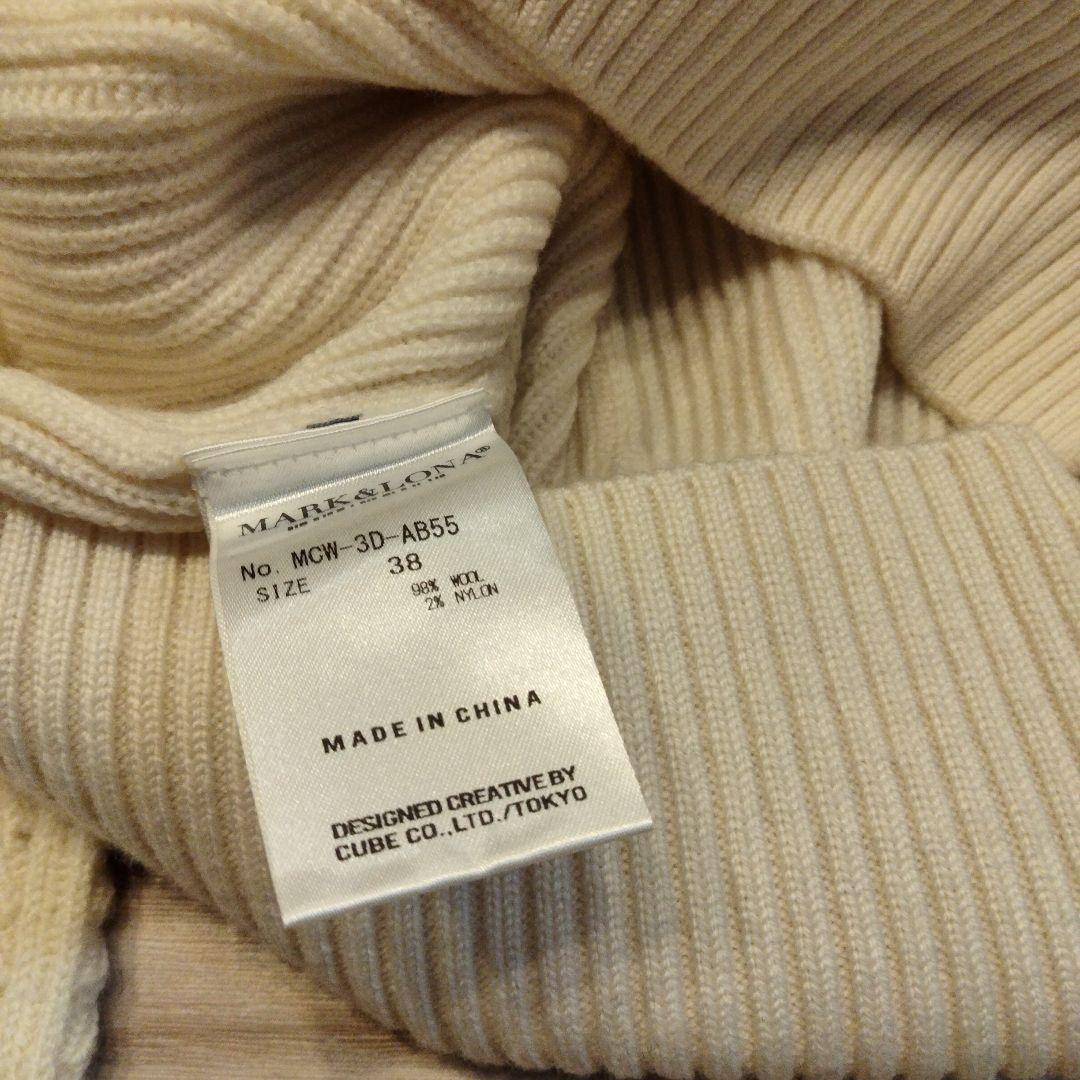 MARK&LONA®
No. MCW-3D-AB55
SIZE 38
98% WOOL
2% NYLON
MADE IN CHINA
DESIGNED CREATIVE BY
CUBE CO.,LTD./TOKYO